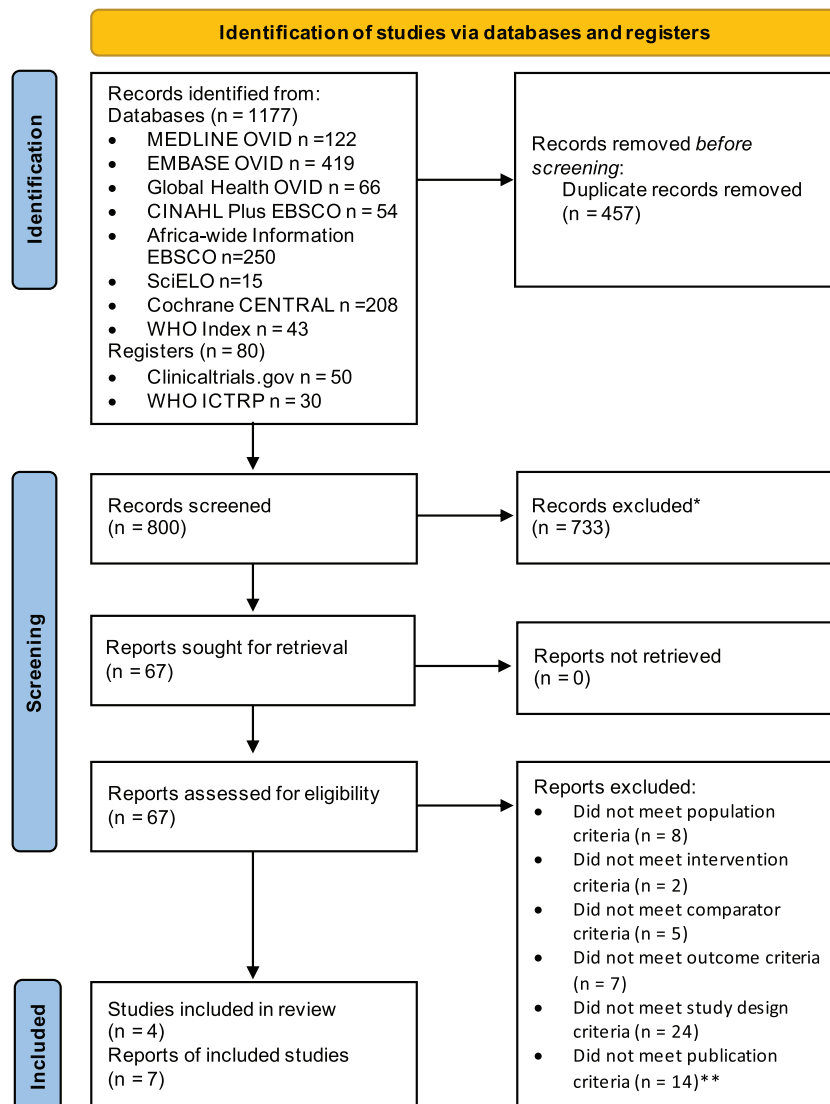 Identification of studies via databases and registers
Identification
Records identified from:
Databases (n = 1177)
• MEDLINE OVID n =122
• EMBASE OVID n = 419
• Global Health OVID n = 66
• CINAHL Plus EBSCO n = 54
• Africa-wide Information
EBSCO n=250
• SciELO n=15
• Cochrane CENTRAL n =208
• WHO Index n = 43
Registers (n = 80)
• Clinicaltrials.gov n = 50
• WHO ICTRP n = 30
Records removed before
screening:
Duplicate records removed
(n = 457)
Screening
Records screened
(n = 800)
Records excluded*
(n = 733)
Reports sought for retrieval
(n = 67)
Reports not retrieved
(n = 0)
Reports assessed for eligibility
(n = 67)
Reports excluded:
• Did not meet population
criteria (n = 8)
• Did not meet intervention
criteria (n = 2)
• Did not meet comparator
criteria (n = 5)
• Did not meet outcome criteria
(n = 7)
• Did not meet study design
criteria (n = 24)
• Did not meet publication
criteria (n = 14)**
Included
Studies included in review
(n = 4)
Reports of included studies
(n = 7)